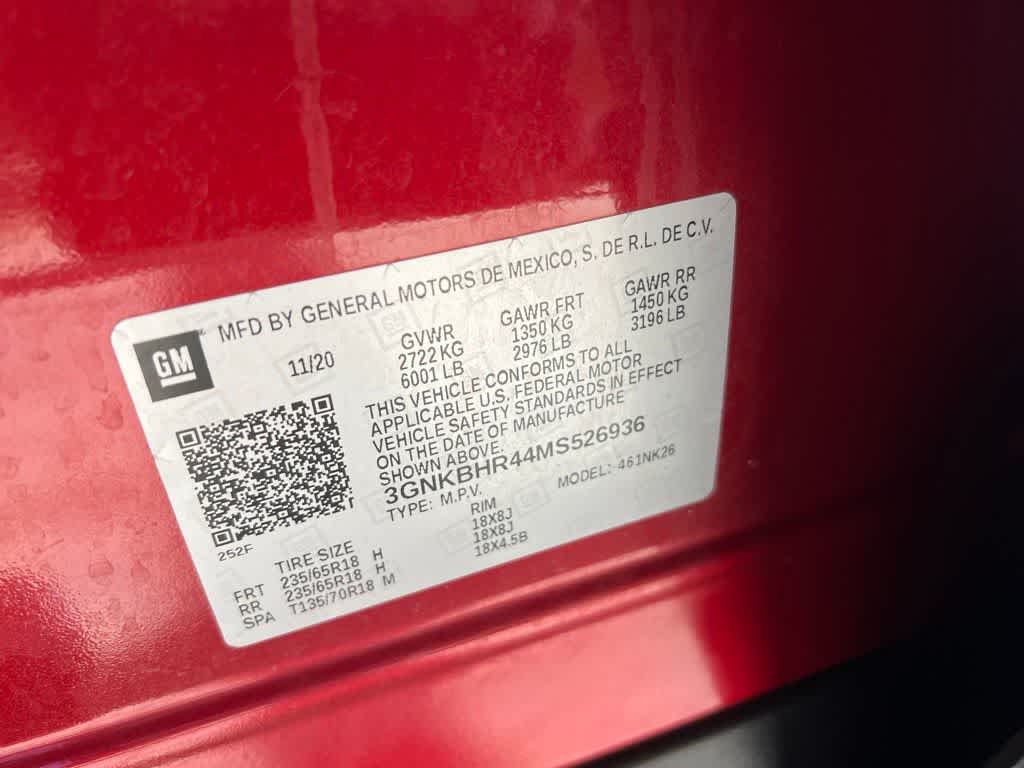 MFD BY GENERAL MOTORS DE MEXICO, S. DE R.L. DE C.V.
GM
11/20
GVWR GAWR FRT GAWR RR
2722 KG 1350 KG 1450 KG
6001 LB 2976 LB 3196 LB
THIS VEHICLE CONFORMS TO ALL
APPLICABLE U.S. FEDERAL MOTOR
VEHICLE SAFETY STANDARDS IN EFFECT
ON THE DATE OF MANUFACTURE
SHOWN ABOVE.
3GNKBHR44MS526936
TYPE: M.P.V. MODEL: 461NK26
252F
TIRE SIZE RIM
FRT 235/65R18 H 18X8J
RR 235/65R18 H 18X8J
SPA T135/70R18 M 18X4.5B